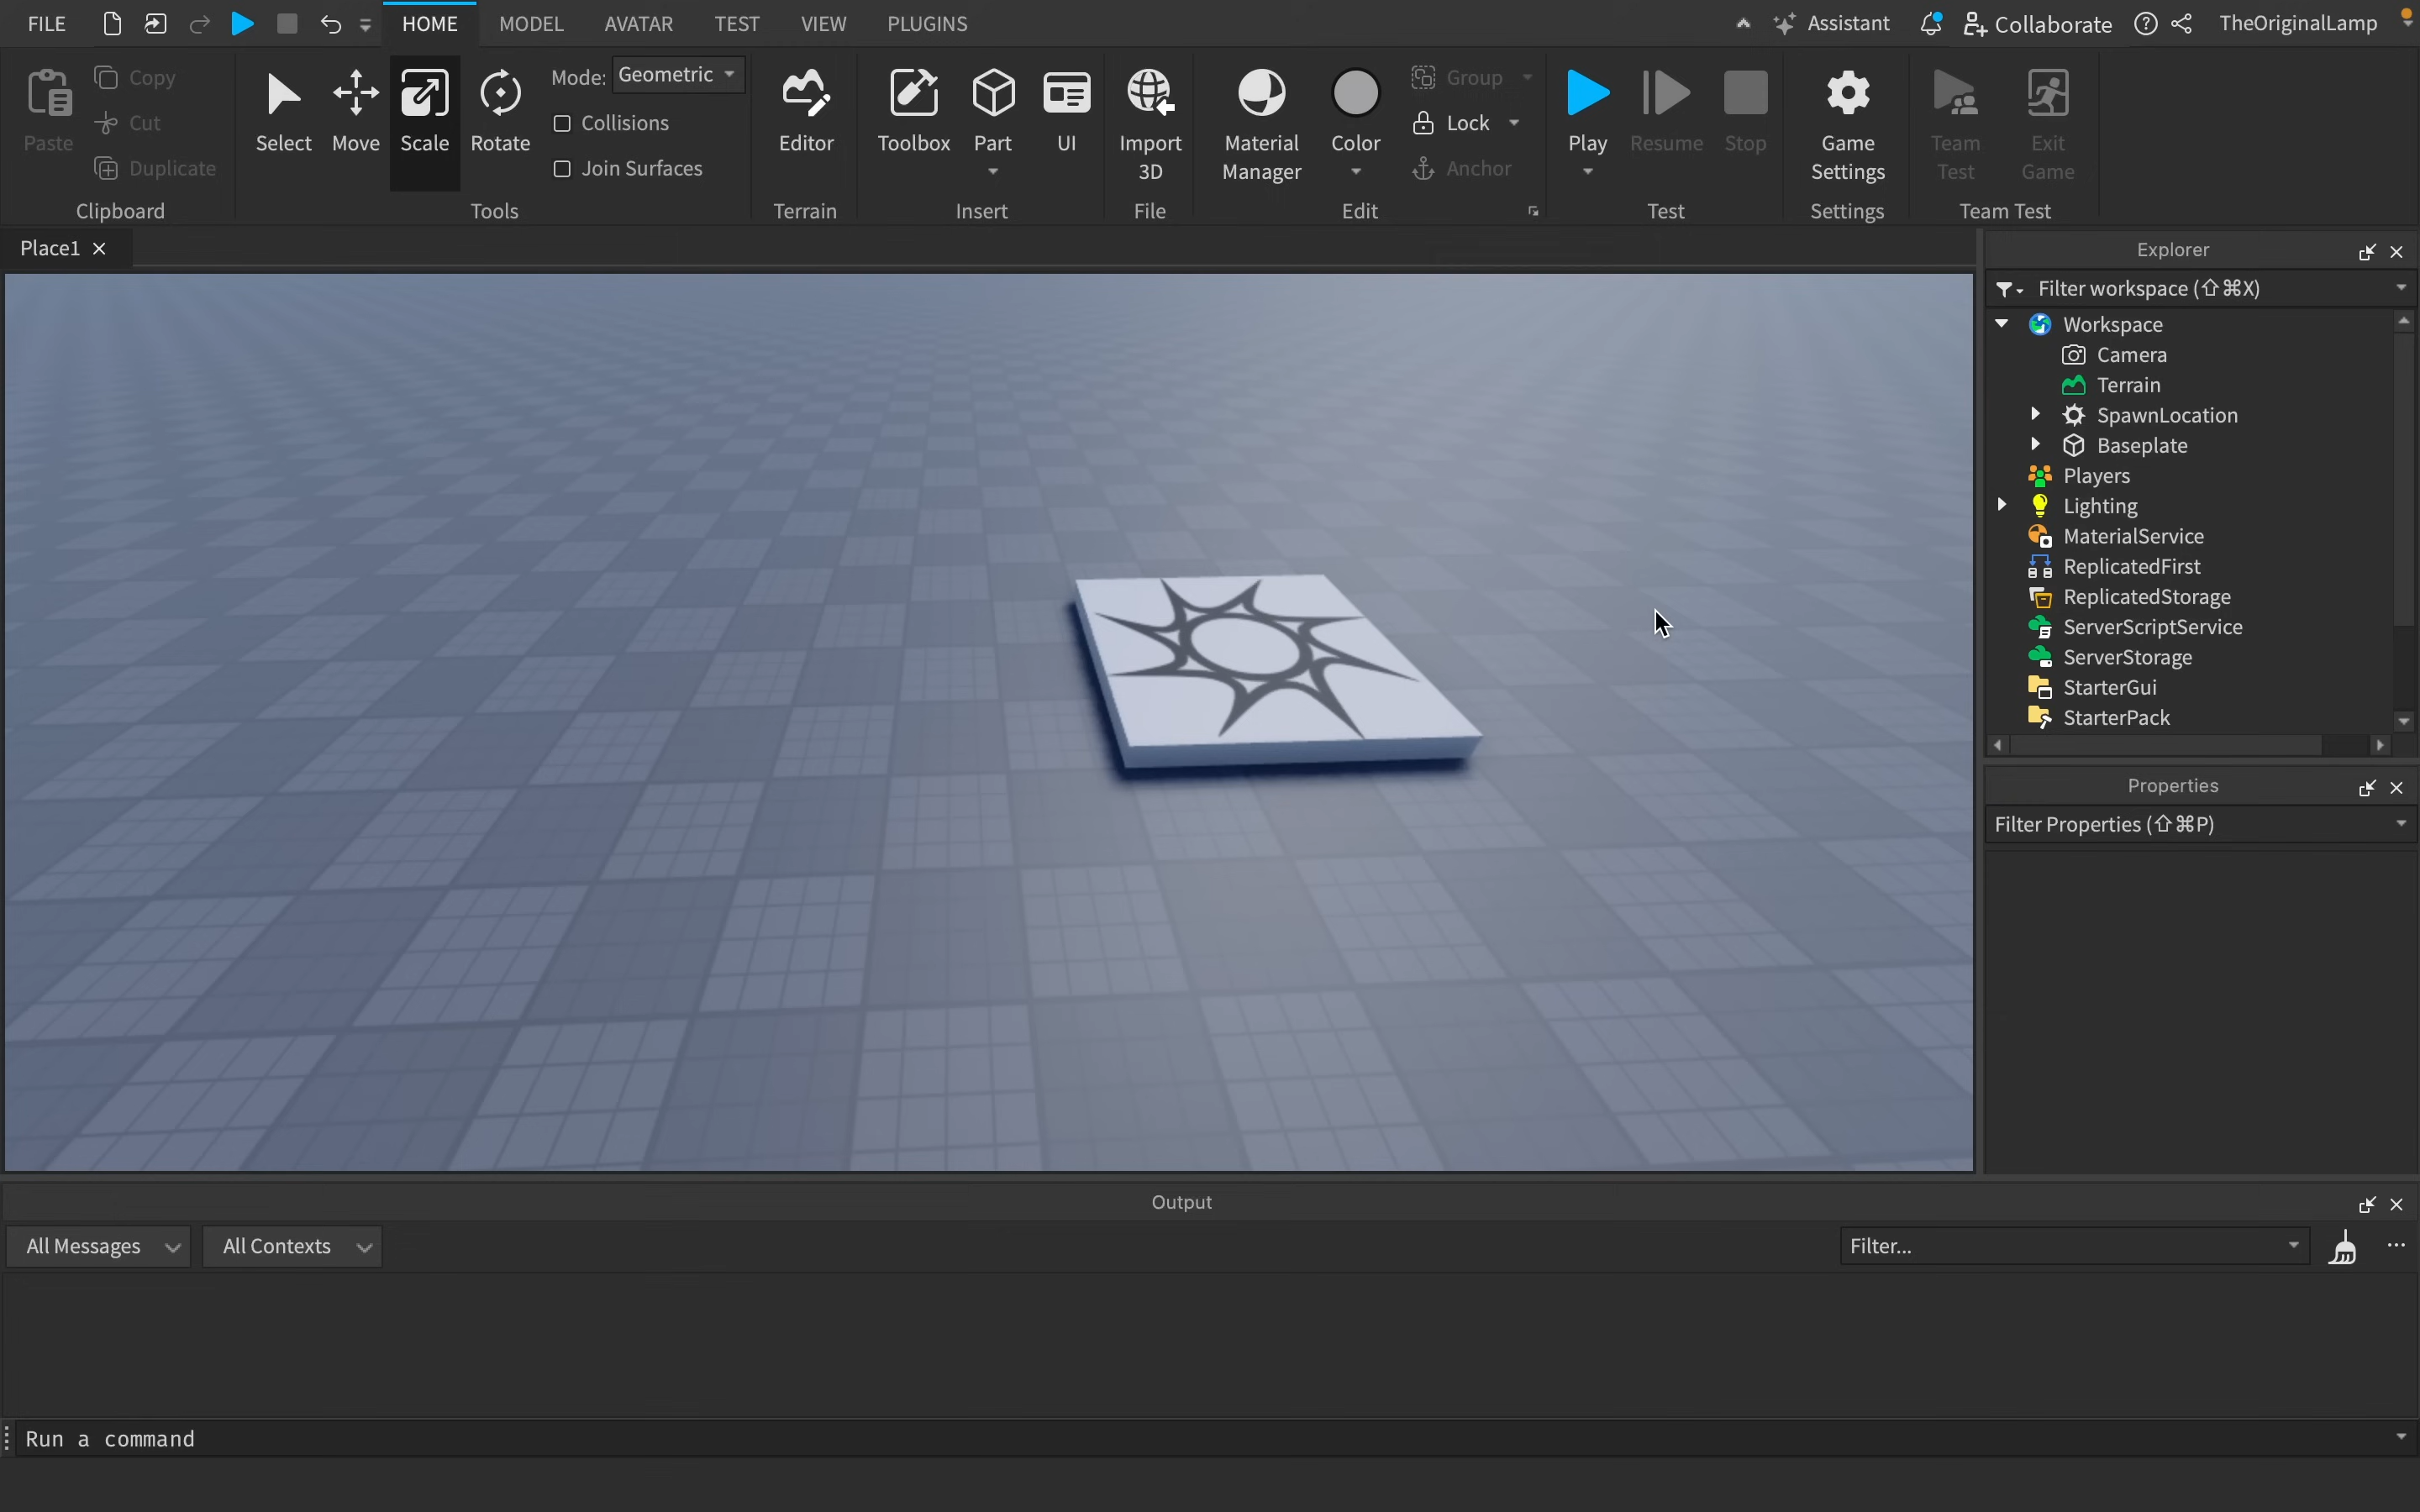 FILE HOME MODEL AVATAR TEST VIEW PLUGINS Assistant Collaborate TheOriginalLamp
Paste
Copy
Cut
Duplicate
Clipboard
Select Move Scale Rotate
Mode: Geometric
Collisions
Join Surfaces
Tools
Editor
Terrain
Toolbox Part UI
Insert
Import
3D
File
Material
Manager
Color
Group
Lock
Anchor
Edit
Play Resume Stop
Test
Game
Settings
Settings
Team
Test
Exit
Game
Team Test
Place1
Explorer
Filter workspace (⇧⌘X)
Workspace
Camera
Terrain
SpawnLocation
Baseplate
Players
Lighting
MaterialService
ReplicatedFirst
ReplicatedStorage
ServerScriptService
ServerStorage
StarterGui
StarterPack
Properties
Filter Properties (⇧⌘P)
Output
All Messages All Contexts Filter...
Run a command